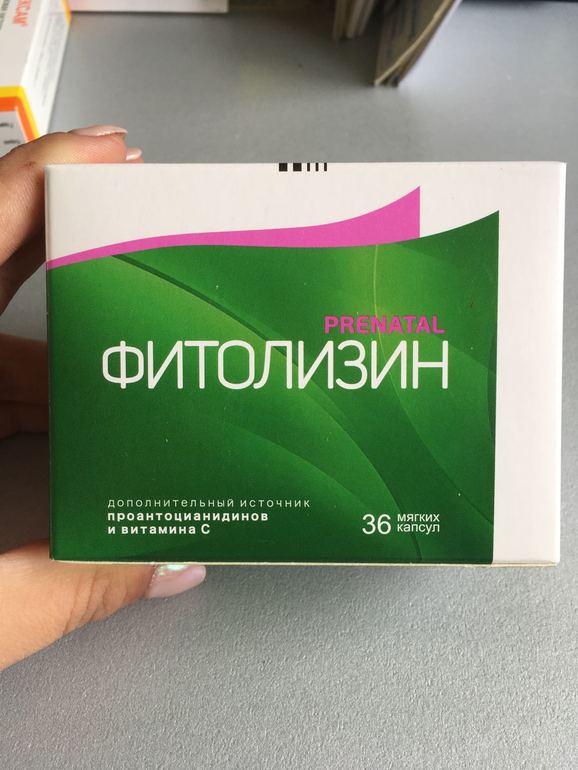 PRENATAL
ФИТОЛИЗИН
дополнительный источник
проантоцианидинов
и витамина С
36 мягких
капсул